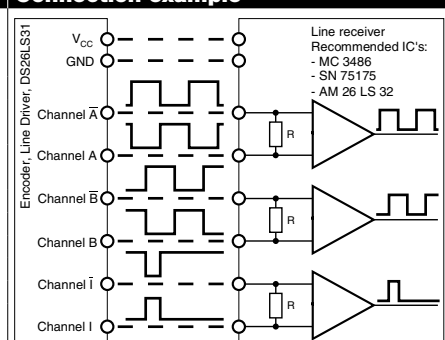 Connection example
Encoder, Line Driver, DS26LS31
VCC
GND
Channel A̅
Channel A
Channel B̅
Channel B
Channel I̅
Channel I
Line receiver
Recommended IC's:
- MC 3486
- SN 75175
- AM 26 LS 32
R
R
R